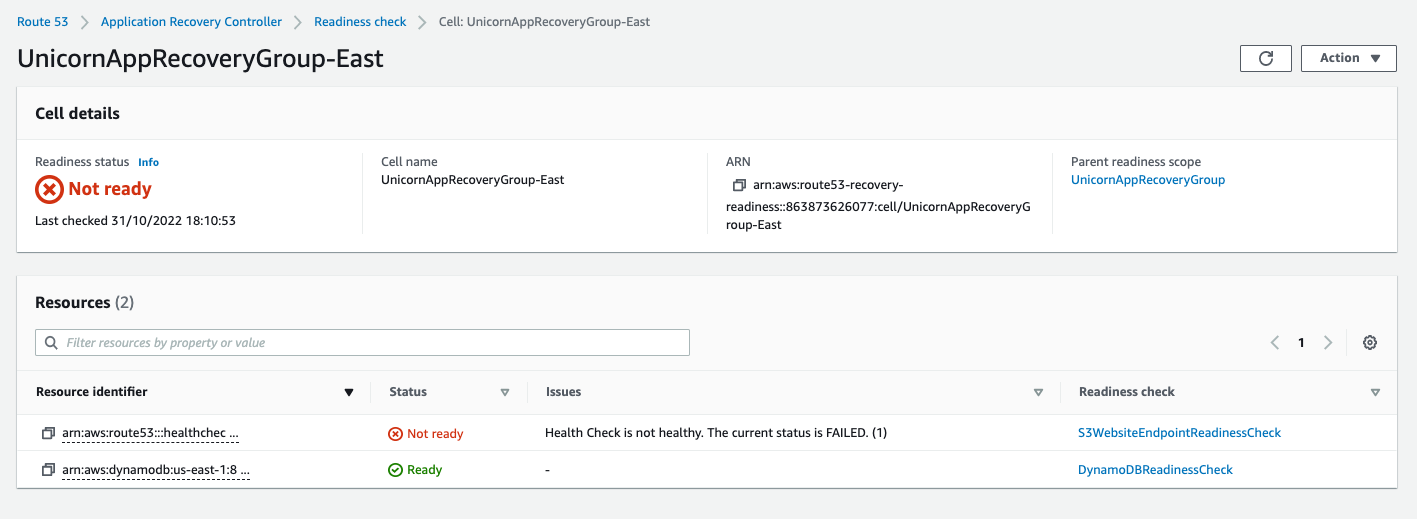 Route 53 > Application Recovery Controller > Readiness check > Cell: UnicornAppRecoveryGroup-East
UnicornAppRecoveryGroup-East
Action
Cell details
Readiness status Info
Not ready
Last checked 31/10/2022 18:10:53
Cell name
UnicornAppRecoveryGroup-East
ARN
arn:aws:route53-recovery-
readiness::863873626077:cell/UnicornAppRecoveryG
roup-East
Parent readiness scope
UnicornAppRecoveryGroup
Resources (2)
Filter resources by property or value
1
Resource identifier Status Issues Readiness check
arn:aws:route53:::healthchec ... Not ready Health Check is not healthy. The current status is FAILED. (1) S3WebsiteEndpointReadinessCheck
arn:aws:dynamodb:us-east-1:8 ... Ready - DynamoDBReadinessCheck